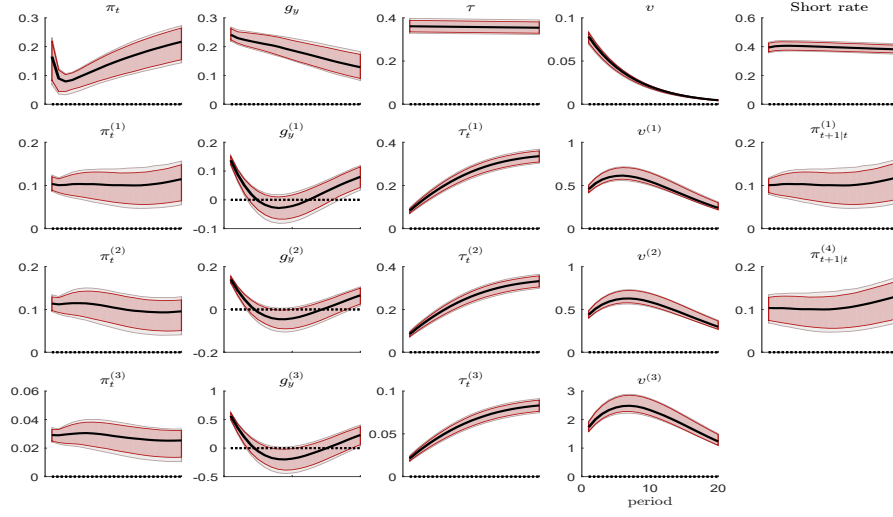 π_t g_y τ v Short rate
0.3 0.3 0.4 0.1 0.6
0.2 0.2 0.4
0.2 0.05
0.1 0.1 0.2
0 0 0 0 0
π_t^{(1)} g_y^{(1)} τ_t^{(1)} v^{(1)} π_{t+1|t}^{(1)}
0.2 0.1 0.4 1 0.2
0.1 0 0.2 0.5 0.1
0 -0.1 0 0 0
π_t^{(2)} g_y^{(2)} τ_t^{(2)} v^{(2)} π_{t+1|t}^{(4)}
0.2 0.2 0.4 1 0.2
0.1 0 0.2 0.5 0.1
0 -0.2 0 0 0
π_t^{(3)} g_y^{(3)} τ_t^{(3)} v^{(3)}
0.06 1 0.1 3
0.04 0.5 2
0.05
0.02 0 1
0 -0.5 0 0
0 10 20
period